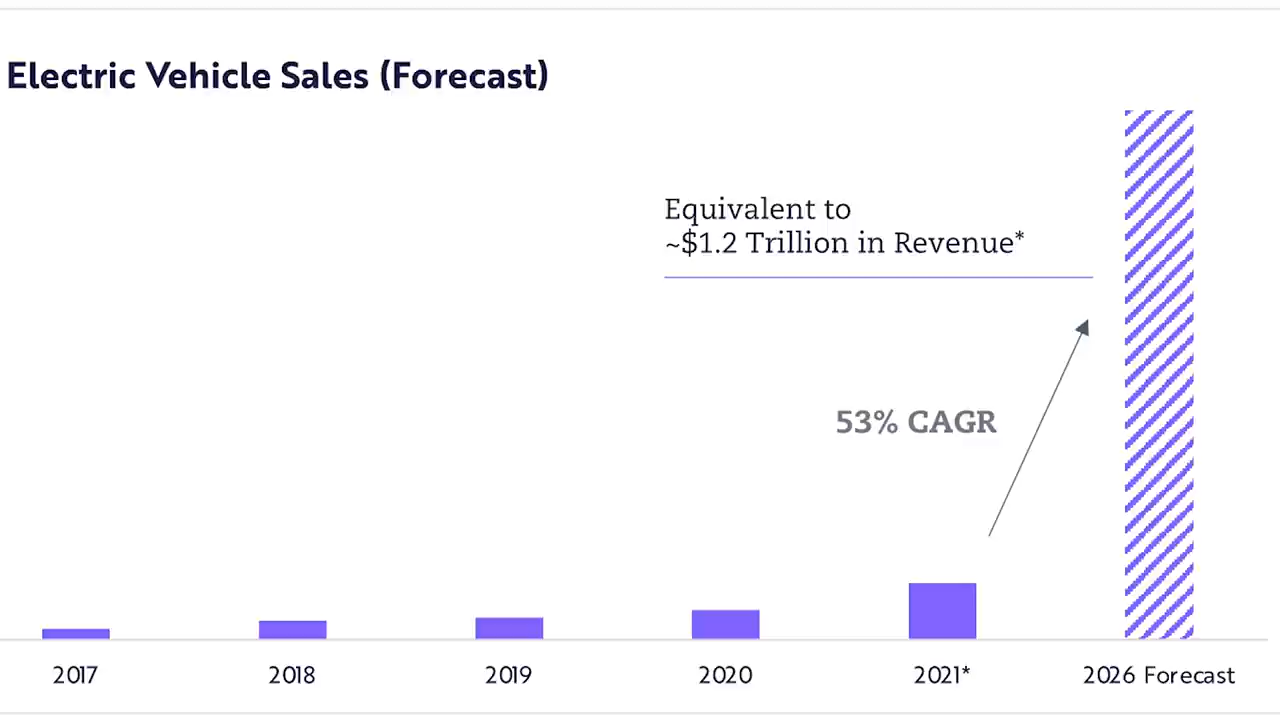 Electric Vehicle Sales (Forecast)
Equivalent to
~$1.2 Trillion in Revenue*
53% CAGR
2017
2018
2019
2020
2021*
2026 Forecast